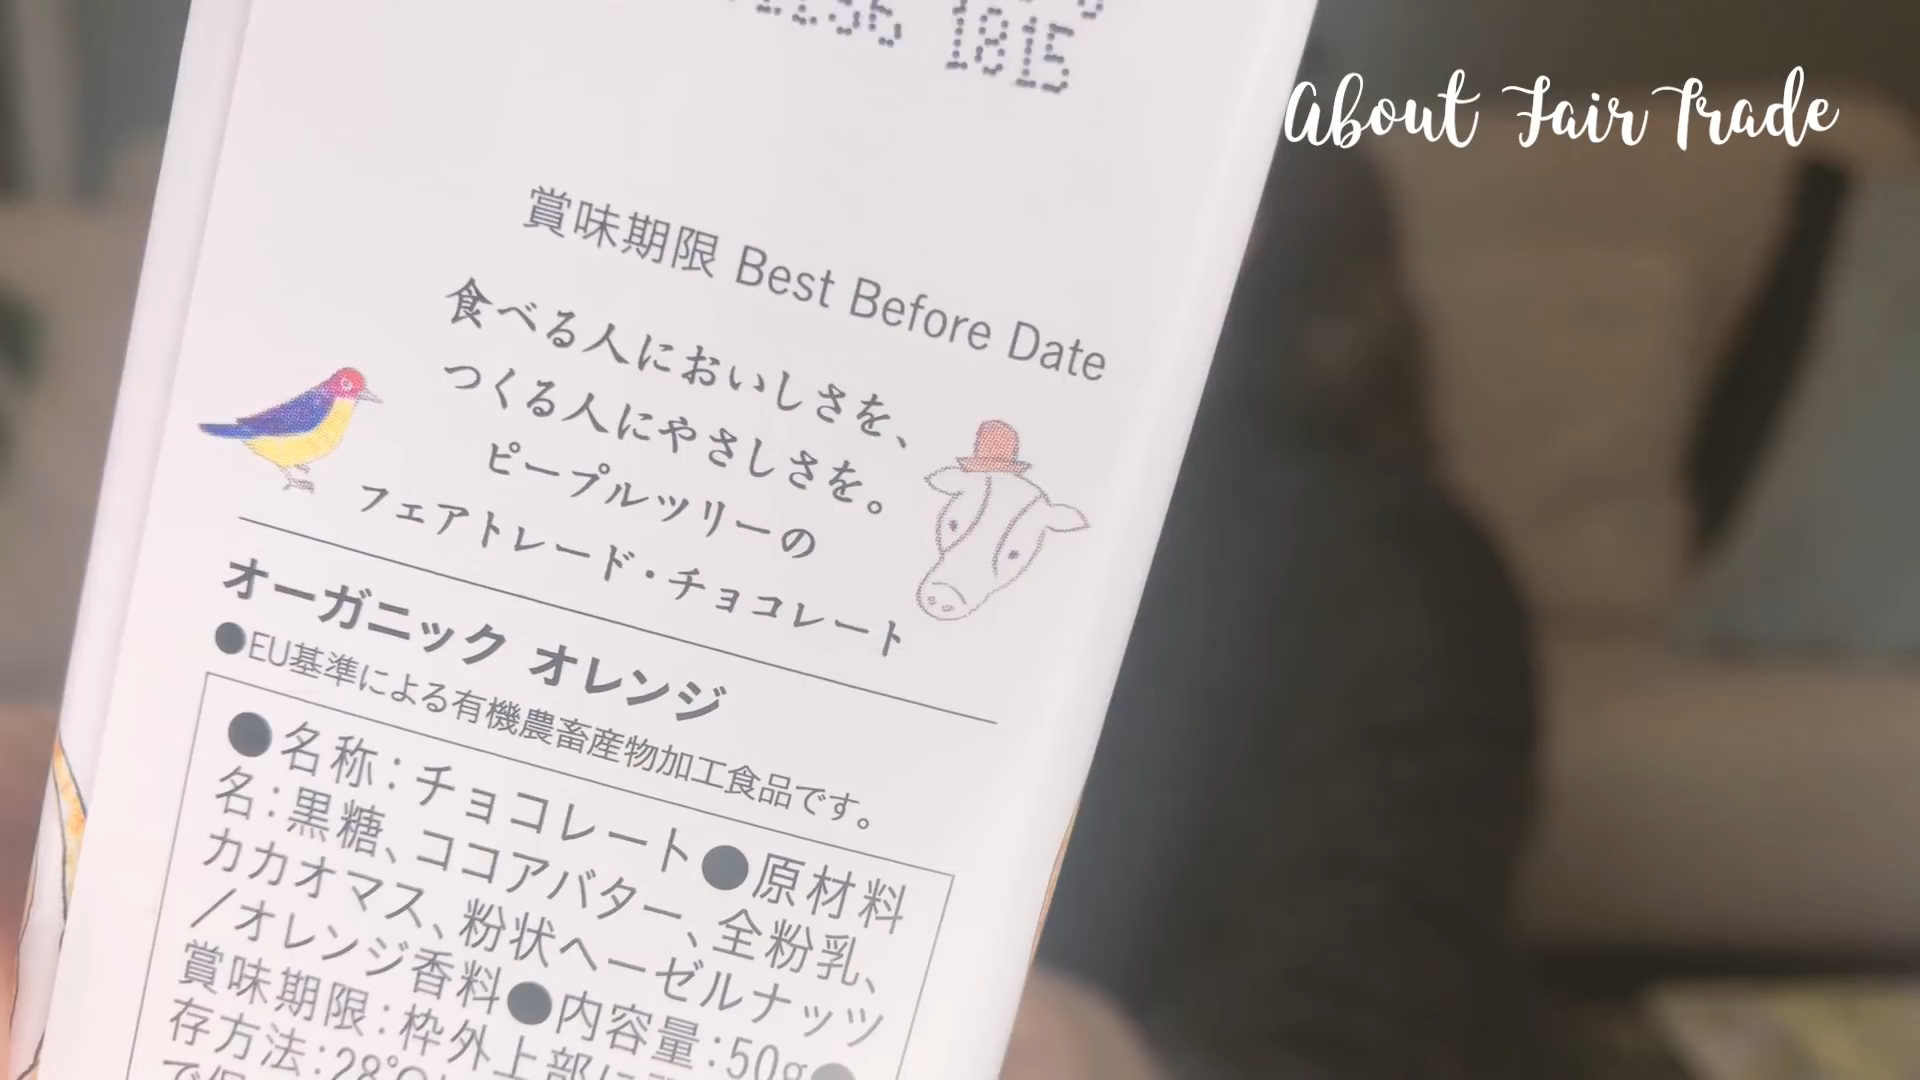 1815
About Fair Trade
賞味期限 Best Before Date
食べる人においしさを、
つくる人にやさしさを。
ピープルツリーの
フェアトレード・チョコレート
オーガニック オレンジ
●EU基準による有機農畜産物加工食品です。
●名称:チョコレート●原材料
名:黒糖、ココアバター、全粉乳、
カカオマス、粉状ヘーゼルナッツ
/オレンジ香料●内容量:50g●
賞味期限:枠外上部に
存方法:28℃